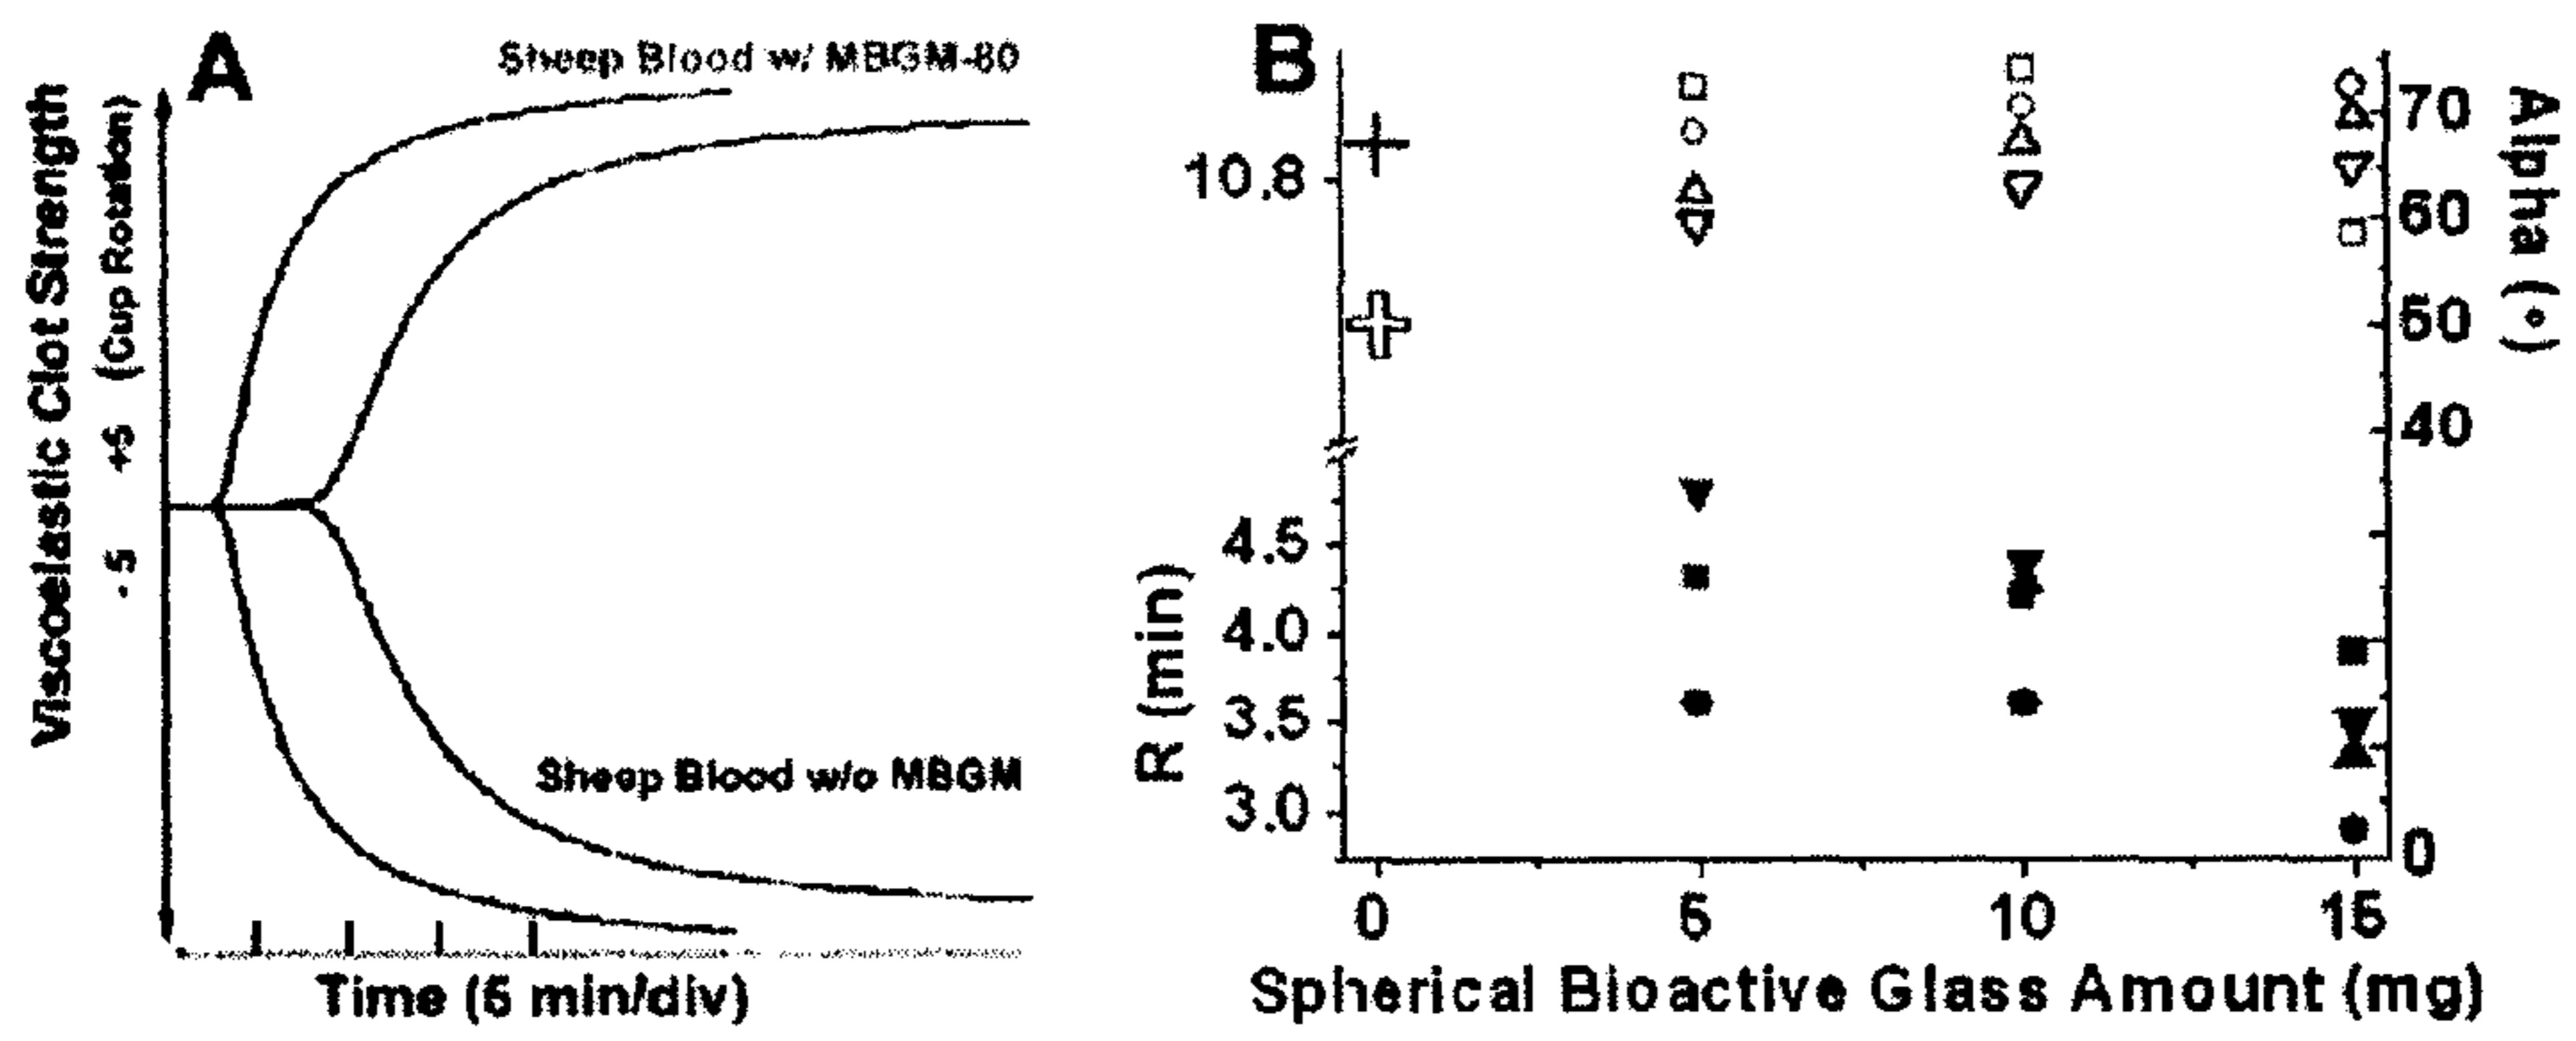 A
Sheep Blood w/ MBGM-80
Viscoelastic Clot Strength
(Cup Rotation)
+5
- 5
Sheep Blood w/o MBGM
Time (5 min/div)
B
10.8
4.5
4.0
3.5
3.0
R (min)
70
60
50
40
0
Alpha (°)
0
5
10
15
Spherical Bioactive Glass Amount (mg)